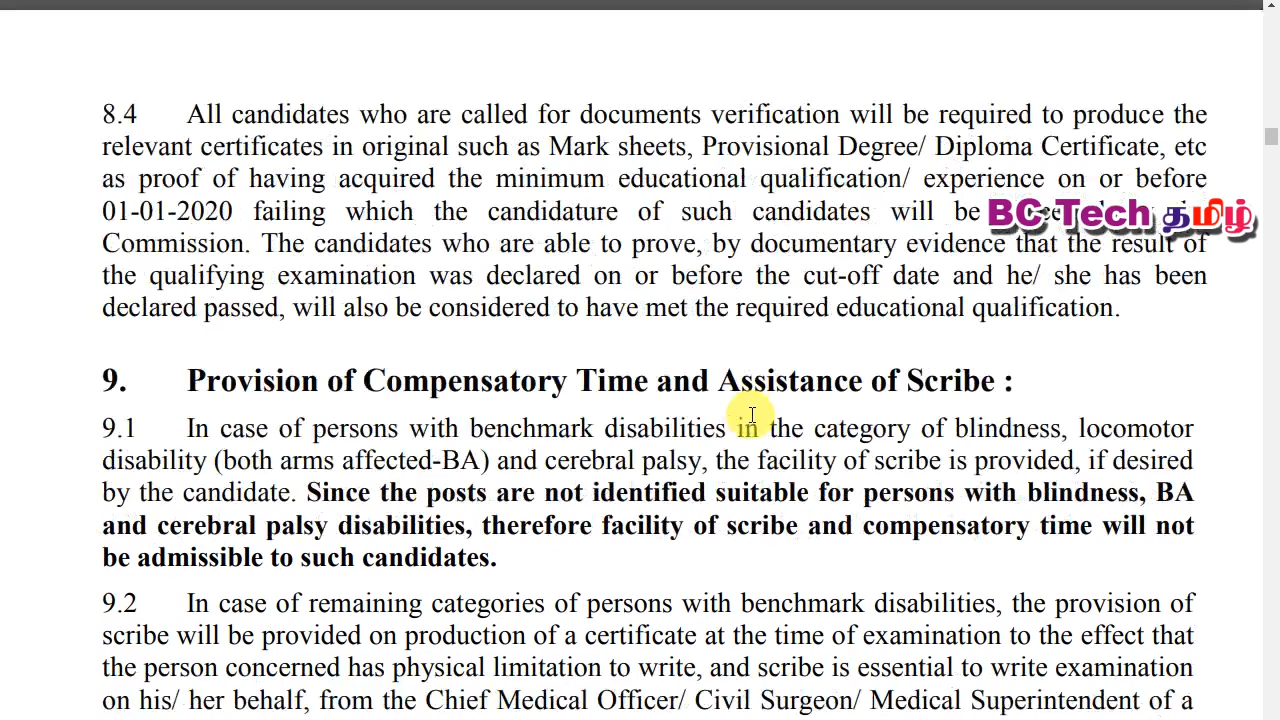 8.4 All candidates who are called for documents verification will be required to produce the
relevant certificates in original such as Mark sheets, Provisional Degree/ Diploma Certificate, etc
as proof of having acquired the minimum educational qualification/ experience on or before
01-01-2020 failing which the candidature of such candidates will be
BC Tech தமிழ்
Commission. The candidates who are able to prove, by documentary evidence that the result of
the qualifying examination was declared on or before the cut-off date and he/ she has been
declared passed, will also be considered to have met the required educational qualification.
9. Provision of Compensatory Time and Assistance of Scribe :
9.1 In case of persons with benchmark disabilities in the category of blindness, locomotor
disability (both arms affected-BA) and cerebral palsy, the facility of scribe is provided, if desired
by the candidate. Since the posts are not identified suitable for persons with blindness, BA
and cerebral palsy disabilities, therefore facility of scribe and compensatory time will not
be admissible to such candidates.
9.2 In case of remaining categories of persons with benchmark disabilities, the provision of
scribe will be provided on production of a certificate at the time of examination to the effect that
the person concerned has physical limitation to write, and scribe is essential to write examination
on his/ her behalf, from the Chief Medical Officer/ Civil Surgeon/ Medical Superintendent of a